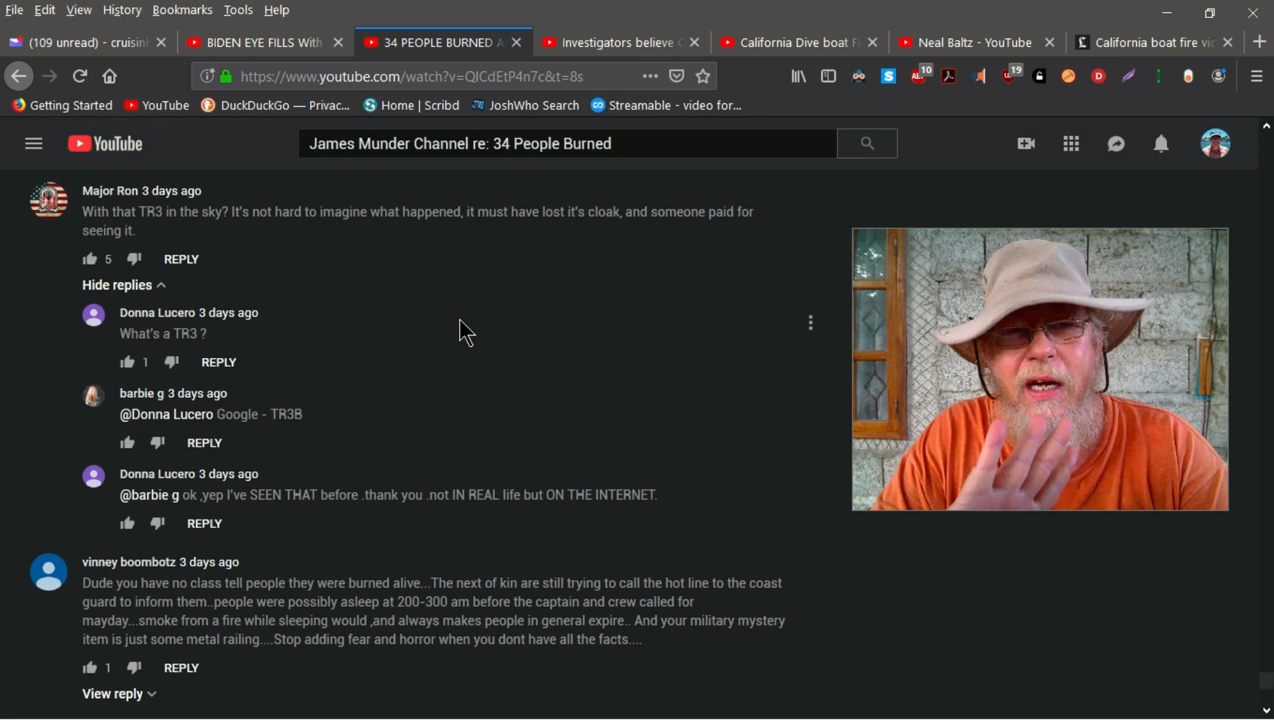 File Edit View History Bookmarks Tools Help
(109 unread) - cruisin
BIDEN EYE FILLS With
34 PEOPLE BURNED A
Investigators believe
California Dive boat F
Neal Baltz - YouTube
California boat fire vic
https://www.youtube.com/watch?v=QICdEtP4n7c&t=8s
10
19
Getting Started YouTube DuckDuckGo — Privac... Home | Scribd JoshWho Search Streamable - video for...
YouTube
James Munder Channel re: 34 People Burned
Major Ron 3 days ago
With that TR3 in the sky? It's not hard to imagine what happened, it must have lost it's cloak, and someone paid for
seeing it.
5 REPLY
Hide replies
Donna Lucero 3 days ago
What's a TR3 ?
1 REPLY
barbie g 3 days ago
@Donna Lucero Google - TR3B
REPLY
Donna Lucero 3 days ago
@barbie g ok ,yep I've SEEN THAT before .thank you .not IN REAL life but ON THE INTERNET.
REPLY
vinney boombotz 3 days ago
Dude you have no class tell people they were burned alive...The next of kin are still trying to call the hot line to the coast
guard to inform them..people were possibly asleep at 200-300 am before the captain and crew called for
mayday...smoke from a fire while sleeping would ,and always makes people in general expire.. And your military mystery
item is just some metal railing....Stop adding fear and horror when you dont have all the facts....
1 REPLY
View reply